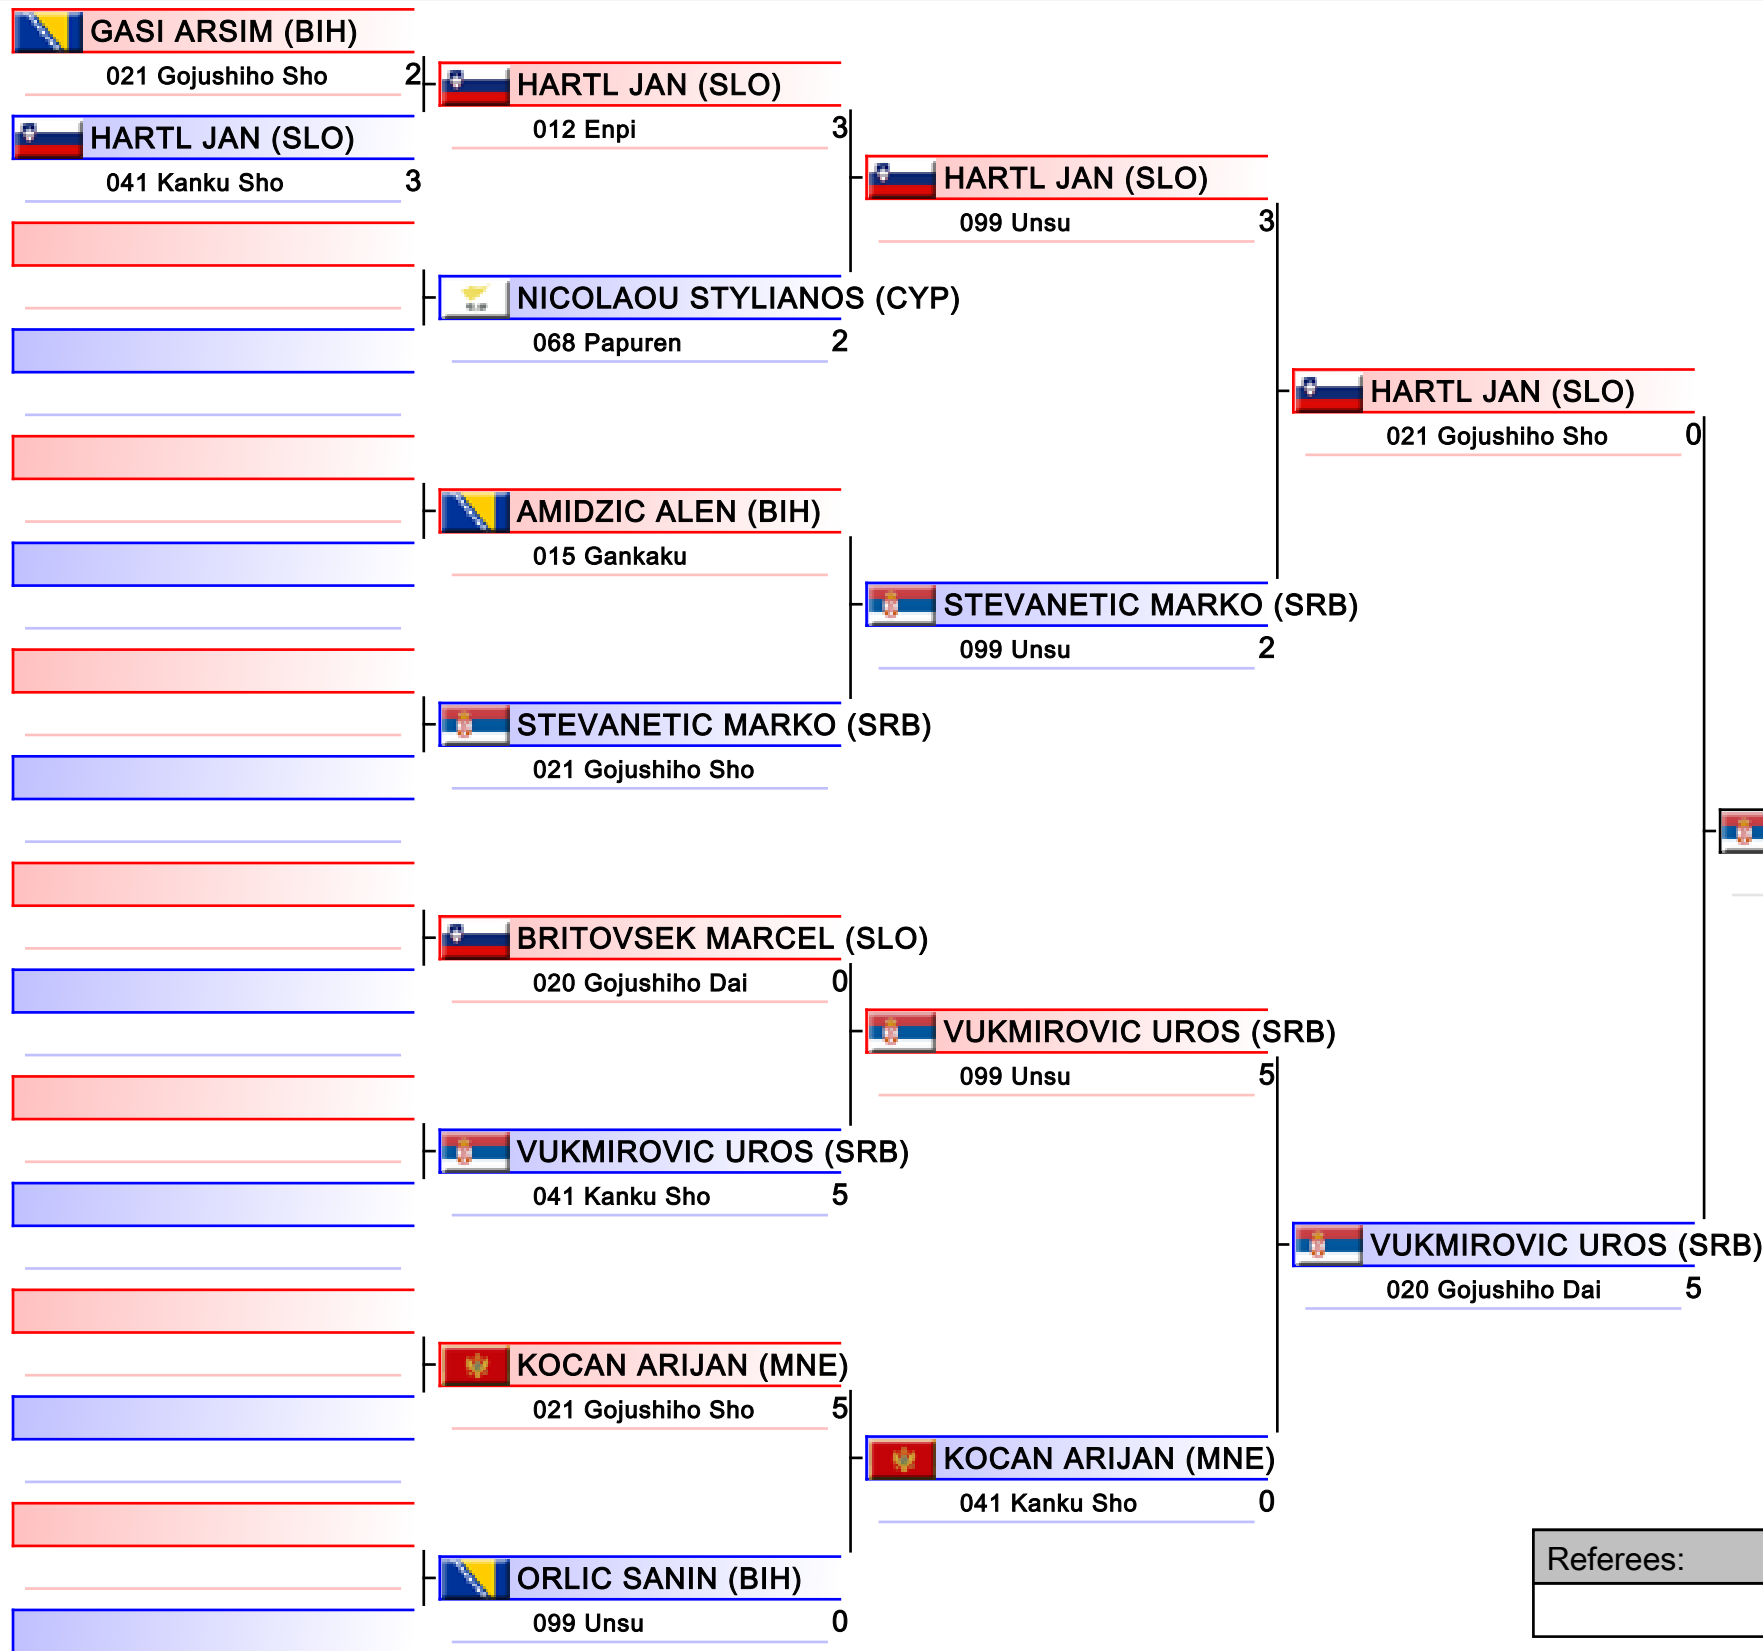 GASI ARSIM (BIH)
021 Gojushiho Sho 2
HARTL JAN (SLO)
041 Kanku Sho 3
HARTL JAN (SLO)
012 Enpi 3
NICOLAOU STYLIANOS (CYP)
068 Papuren 2
AMIDZIC ALEN (BIH)
015 Gankaku
STEVANETIC MARKO (SRB)
021 Gojushiho Sho
BRITOVSEK MARCEL (SLO)
020 Gojushiho Dai 0
VUKMIROVIC UROS (SRB)
041 Kanku Sho 5
KOCAN ARIJAN (MNE)
021 Gojushiho Sho 5
ORLIC SANIN (BIH)
099 Unsu 0
HARTL JAN (SLO)
099 Unsu 3
STEVANETIC MARKO (SRB)
099 Unsu 2
VUKMIROVIC UROS (SRB)
099 Unsu 5
KOCAN ARIJAN (MNE)
041 Kanku Sho 0
HARTL JAN (SLO)
021 Gojushiho Sho 0
VUKMIROVIC UROS (SRB)
020 Gojushiho Dai 5
Referees: